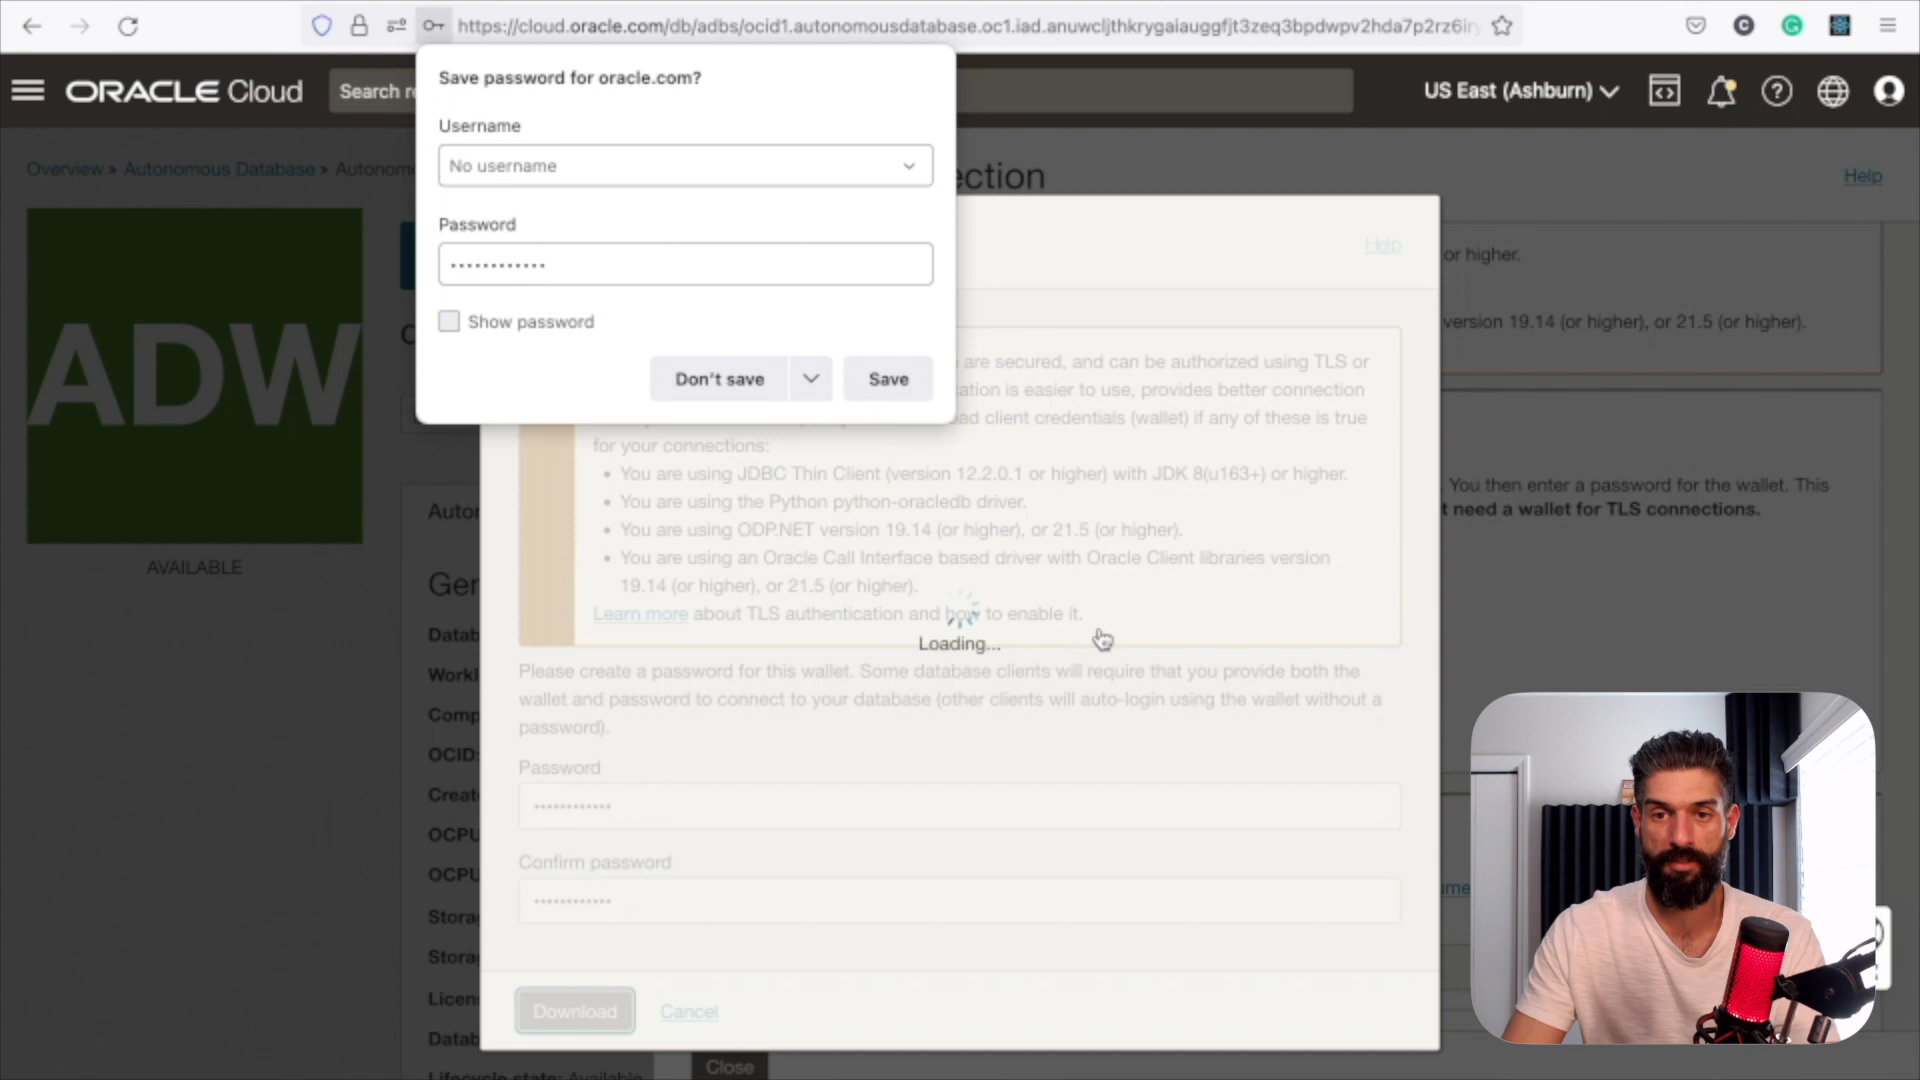 https://cloud.oracle.com/db/adbs/ocid1.autonomousdatabase.oc1.iad.anuwcljthkrygaiauggfjt3zeq3bpdwpv2hda7p2rz6iry
ORACLE Cloud
Search re
US East (Ashburn)
Save password for oracle.com?
Username
No username
Password
Show password
Don't save
Save
Overview » Autonomous Database » Autonom
ection
Help
ADW
AVAILABLE
Help
are secured, and can be authorized using TLS or
ation is easier to use, provides better connection
ad client credentials (wallet) if any of these is true
for your connections:
• You are using JDBC Thin Client (version 12.2.0.1 or higher) with JDK 8(u163+) or higher.
• You are using the Python python-oracledb driver.
• You are using ODP.NET version 19.14 (or higher), or 21.5 (or higher).
• You are using an Oracle Call Interface based driver with Oracle Client libraries version
19.14 (or higher), or 21.5 (or higher).
Learn more about TLS authentication and how to enable it.
Loading...
Please create a password for this wallet. Some database clients will require that you provide both the
wallet and password to connect to your database (other clients will auto-login using the wallet without a
password).
Password
Confirm password
Download
Cancel
Close
or higher.
version 19.14 (or higher), or 21.5 (or higher).
. You then enter a password for the wallet. This
t need a wallet for TLS connections.
ume
Autor
Gen
Datab
Workl
Comp
OCID:
Create
OCPU
OCPU
Storag
Storag
Licen
Datab
Lifecycle state: Available